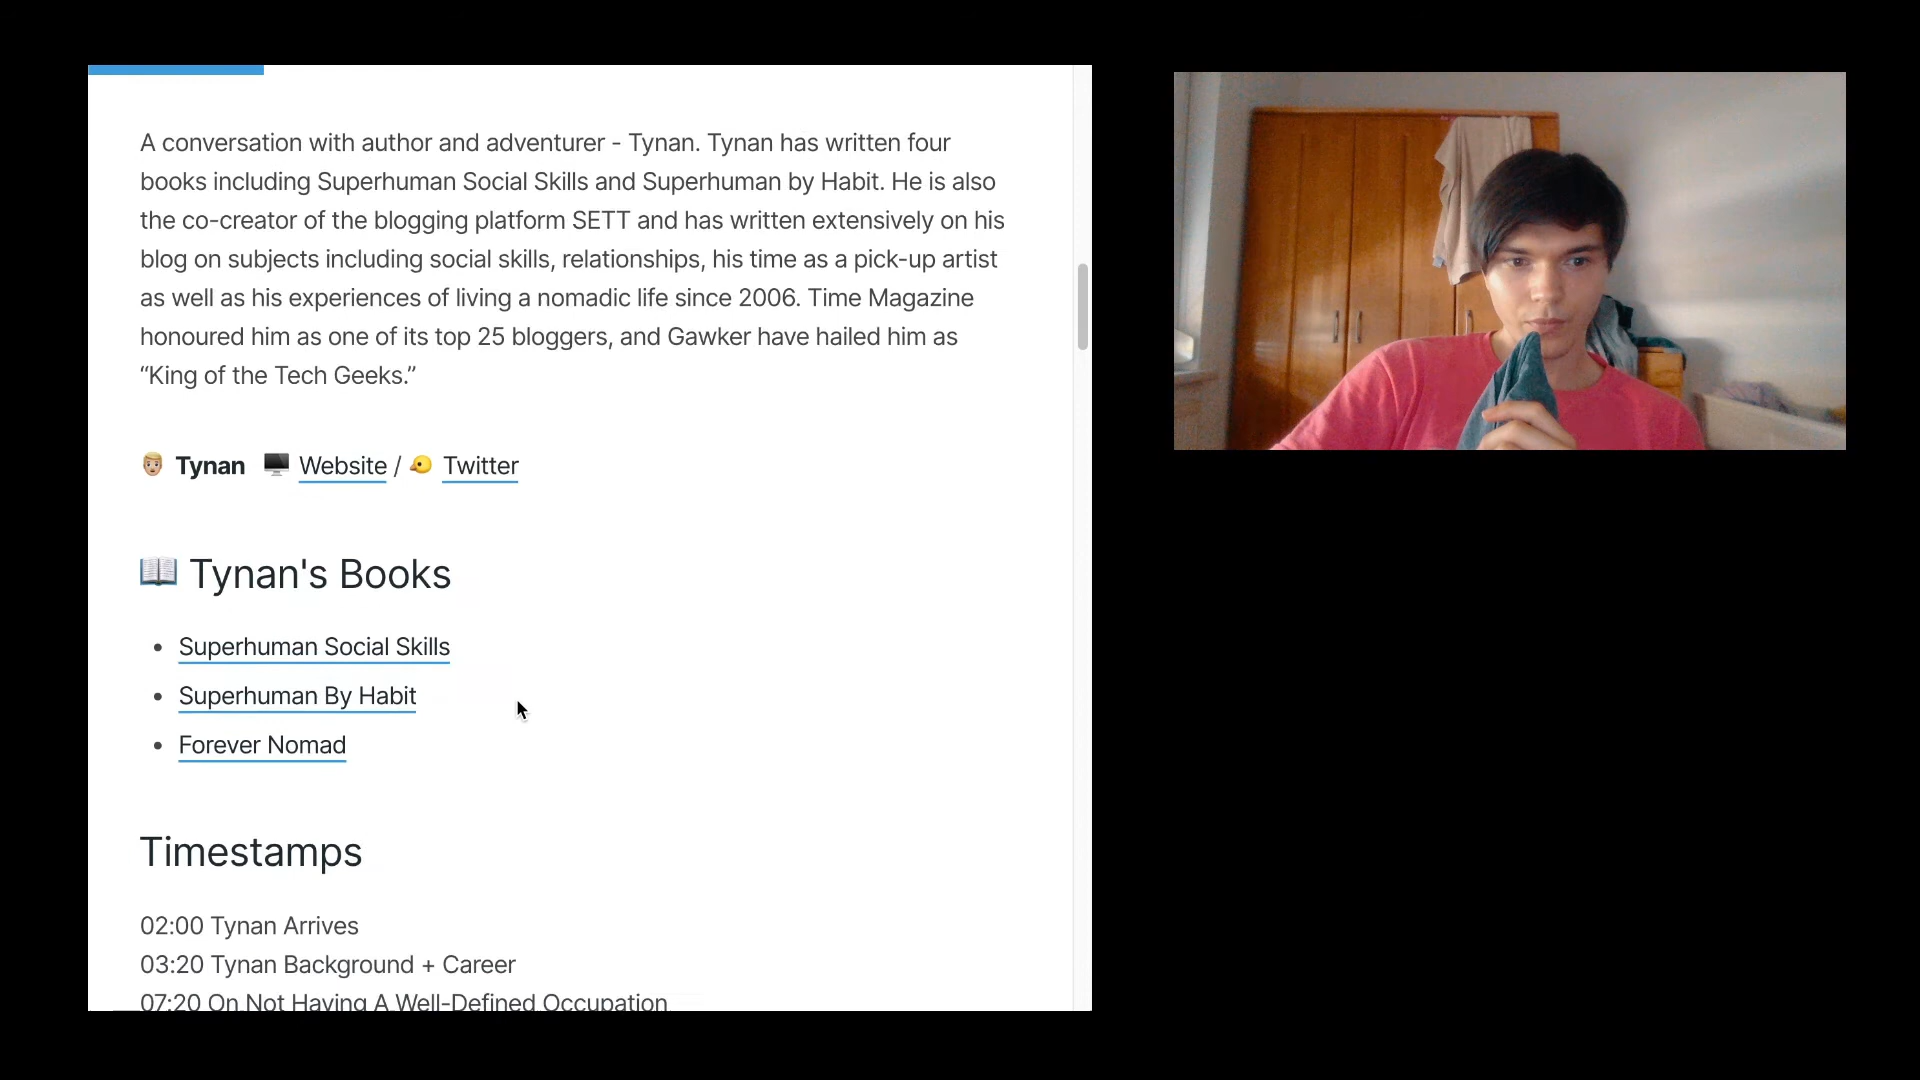 A conversation with author and adventurer - Tynan. Tynan has written four
books including Superhuman Social Skills and Superhuman by Habit. He is also
the co-creator of the blogging platform SETT and has written extensively on his
blog on subjects including social skills, relationships, his time as a pick-up artist
as well as his experiences of living a nomadic life since 2006. Time Magazine
honoured him as one of its top 25 bloggers, and Gawker have hailed him as
“King of the Tech Geeks.”
Tynan Website / Twitter
Tynan's Books
• Superhuman Social Skills
• Superhuman By Habit
• Forever Nomad
Timestamps
02:00 Tynan Arrives
03:20 Tynan Background + Career
07:20 On Not Having A Well-Defined Occupation